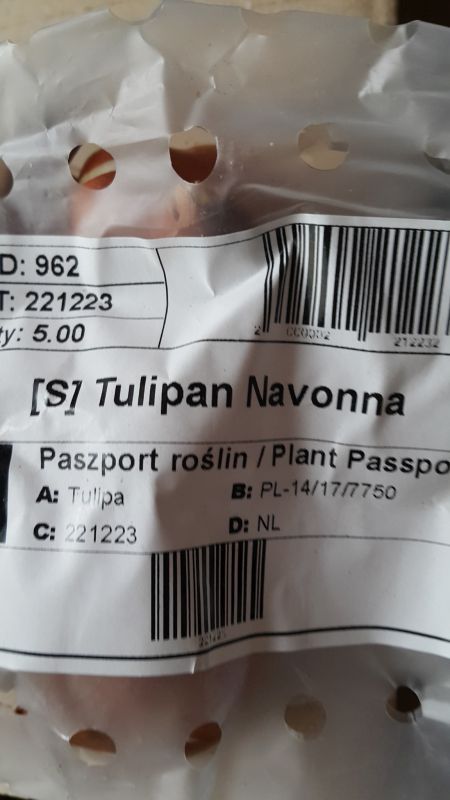 D: 962
T: 221223
ty: 5.00
[S] Tulipan Navonna
Paszport roślin / Plant Passpo
A: Tulipa
B: PL-14/17/7750
C: 221223
D: NL